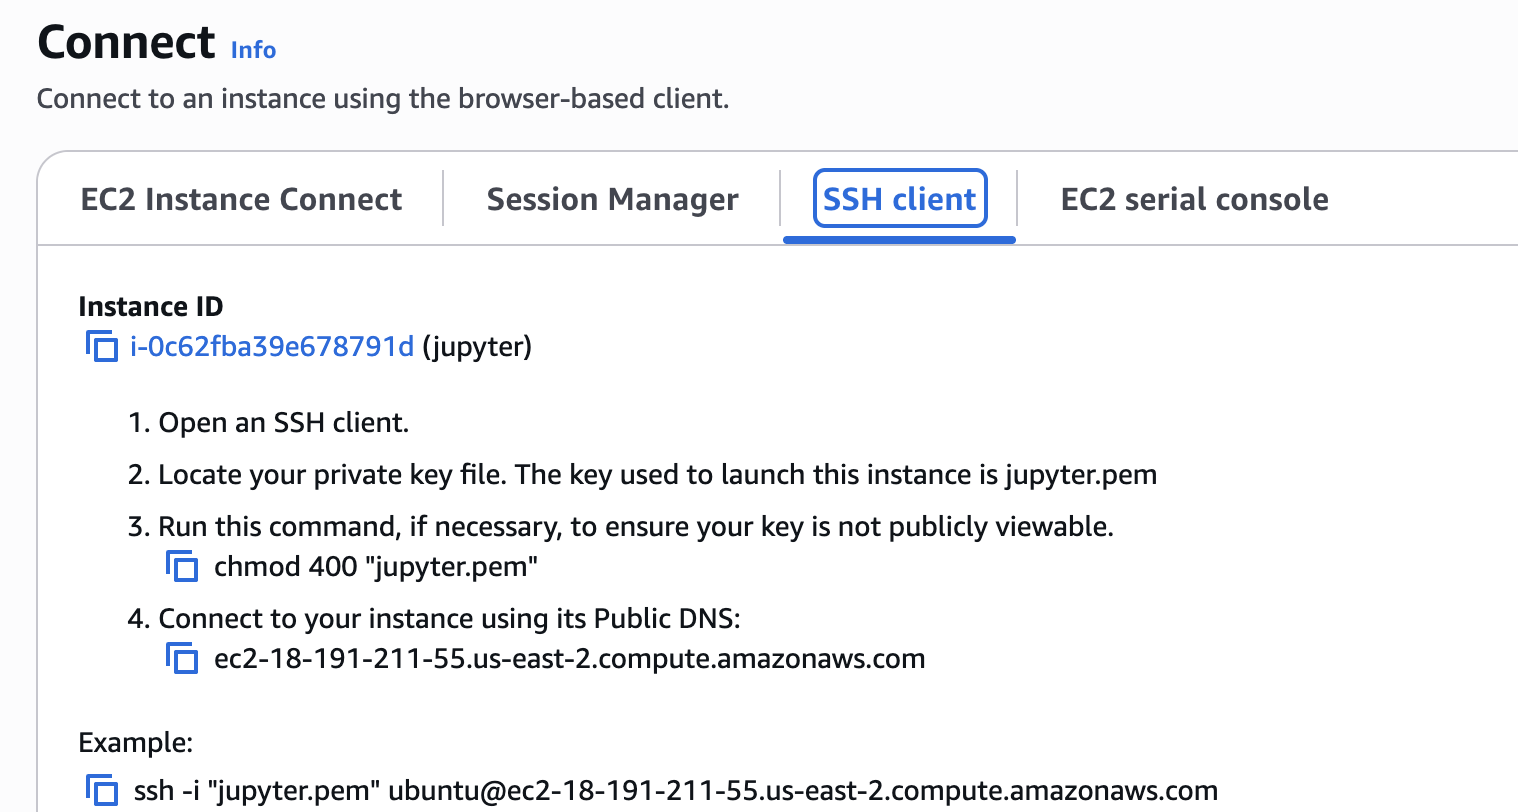 Connect Info
Connect to an instance using the browser-based client.
EC2 Instance Connect Session Manager SSH client EC2 serial console
Instance ID
i-0c62fba39e678791d (jupyter)
1. Open an SSH client.
2. Locate your private key file. The key used to launch this instance is jupyter.pem
3. Run this command, if necessary, to ensure your key is not publicly viewable.
chmod 400 "jupyter.pem"
4. Connect to your instance using its Public DNS:
ec2-18-191-211-55.us-east-2.compute.amazonaws.com
Example:
ssh -i "jupyter.pem" ubuntu@ec2-18-191-211-55.us-east-2.compute.amazonaws.com